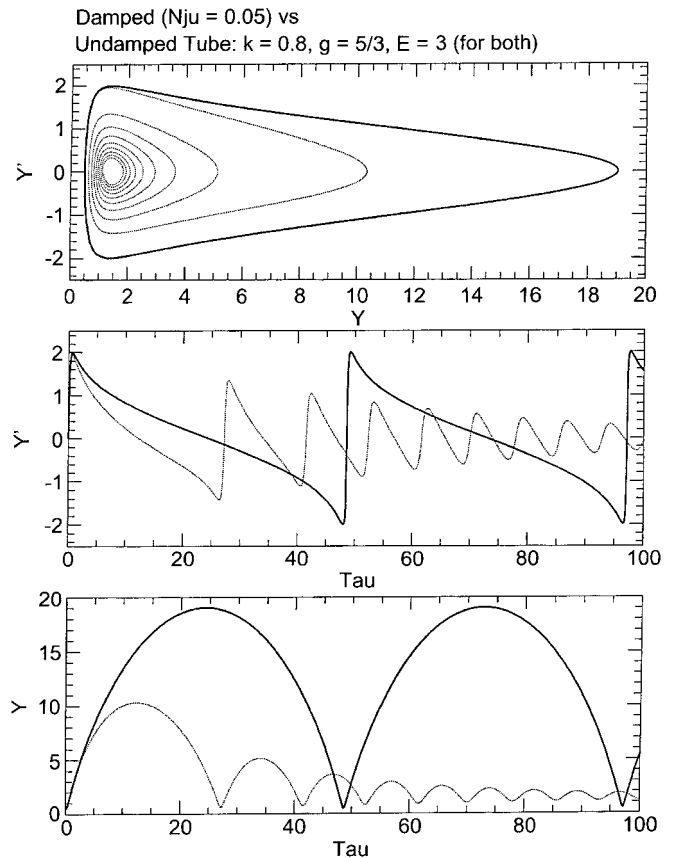 Damped (Nju = 0.05) vs
Undamped Tube: k = 0.8, g = 5/3, E = 3 (for both)
2
1
0
-1
-2
Y'
0 2 4 6 8 10 12 14 16 18 20
Y
2
1
0
-1
-2
Y'
0 20 40 60 80 100
Tau
20
15
10
5
0
Y
0 20 40 60 80 100
Tau